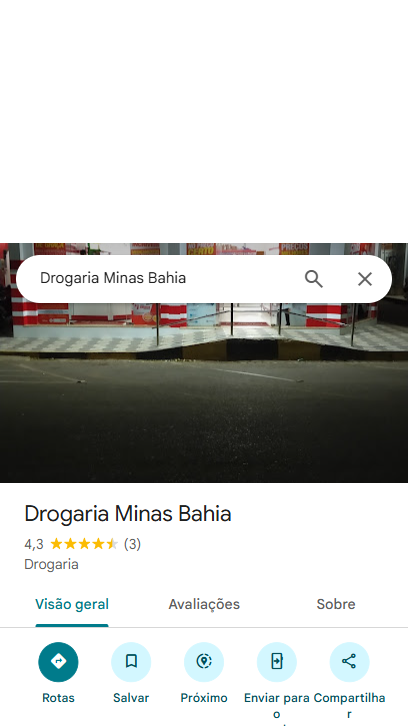 Drogaria Minas Bahia
Drogaria Minas Bahia
4,3 (3)
Drogaria
Visão geral Avaliações Sobre
Rotas Salvar Próximo Enviar para o Compartilhar